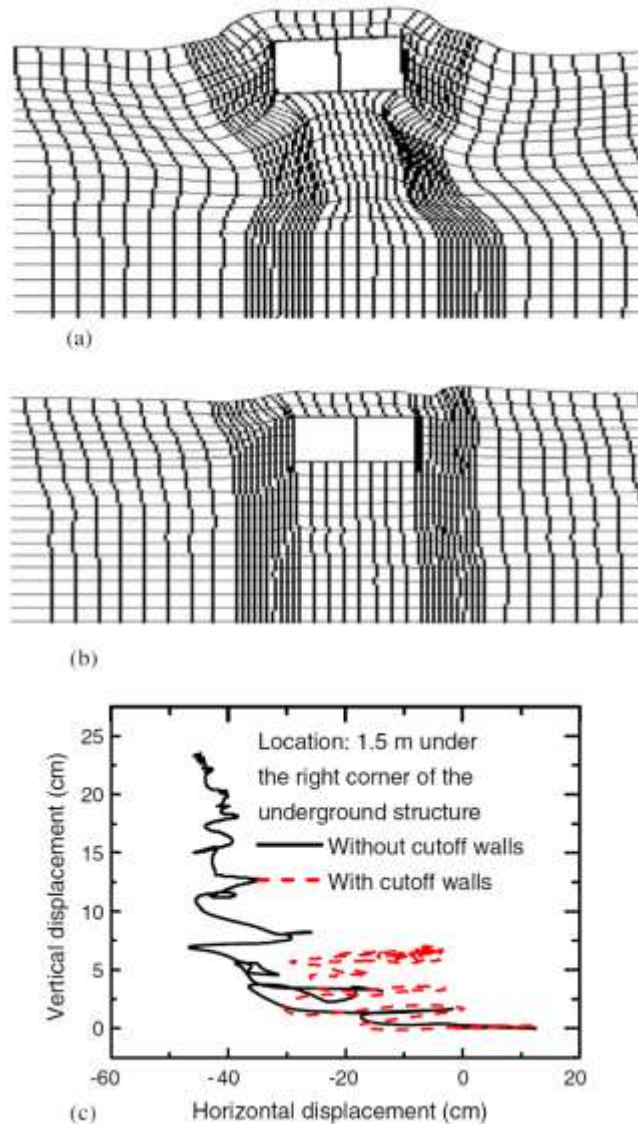 (a)
(b)
Location: 1.5 m under
the right corner of the
underground structure
Without cutoff walls
With cutoff walls
Vertical displacement (cm)
25
20
15
10
5
0
-60
-40
-20
0
20
(c)
Horizontal displacement (cm)